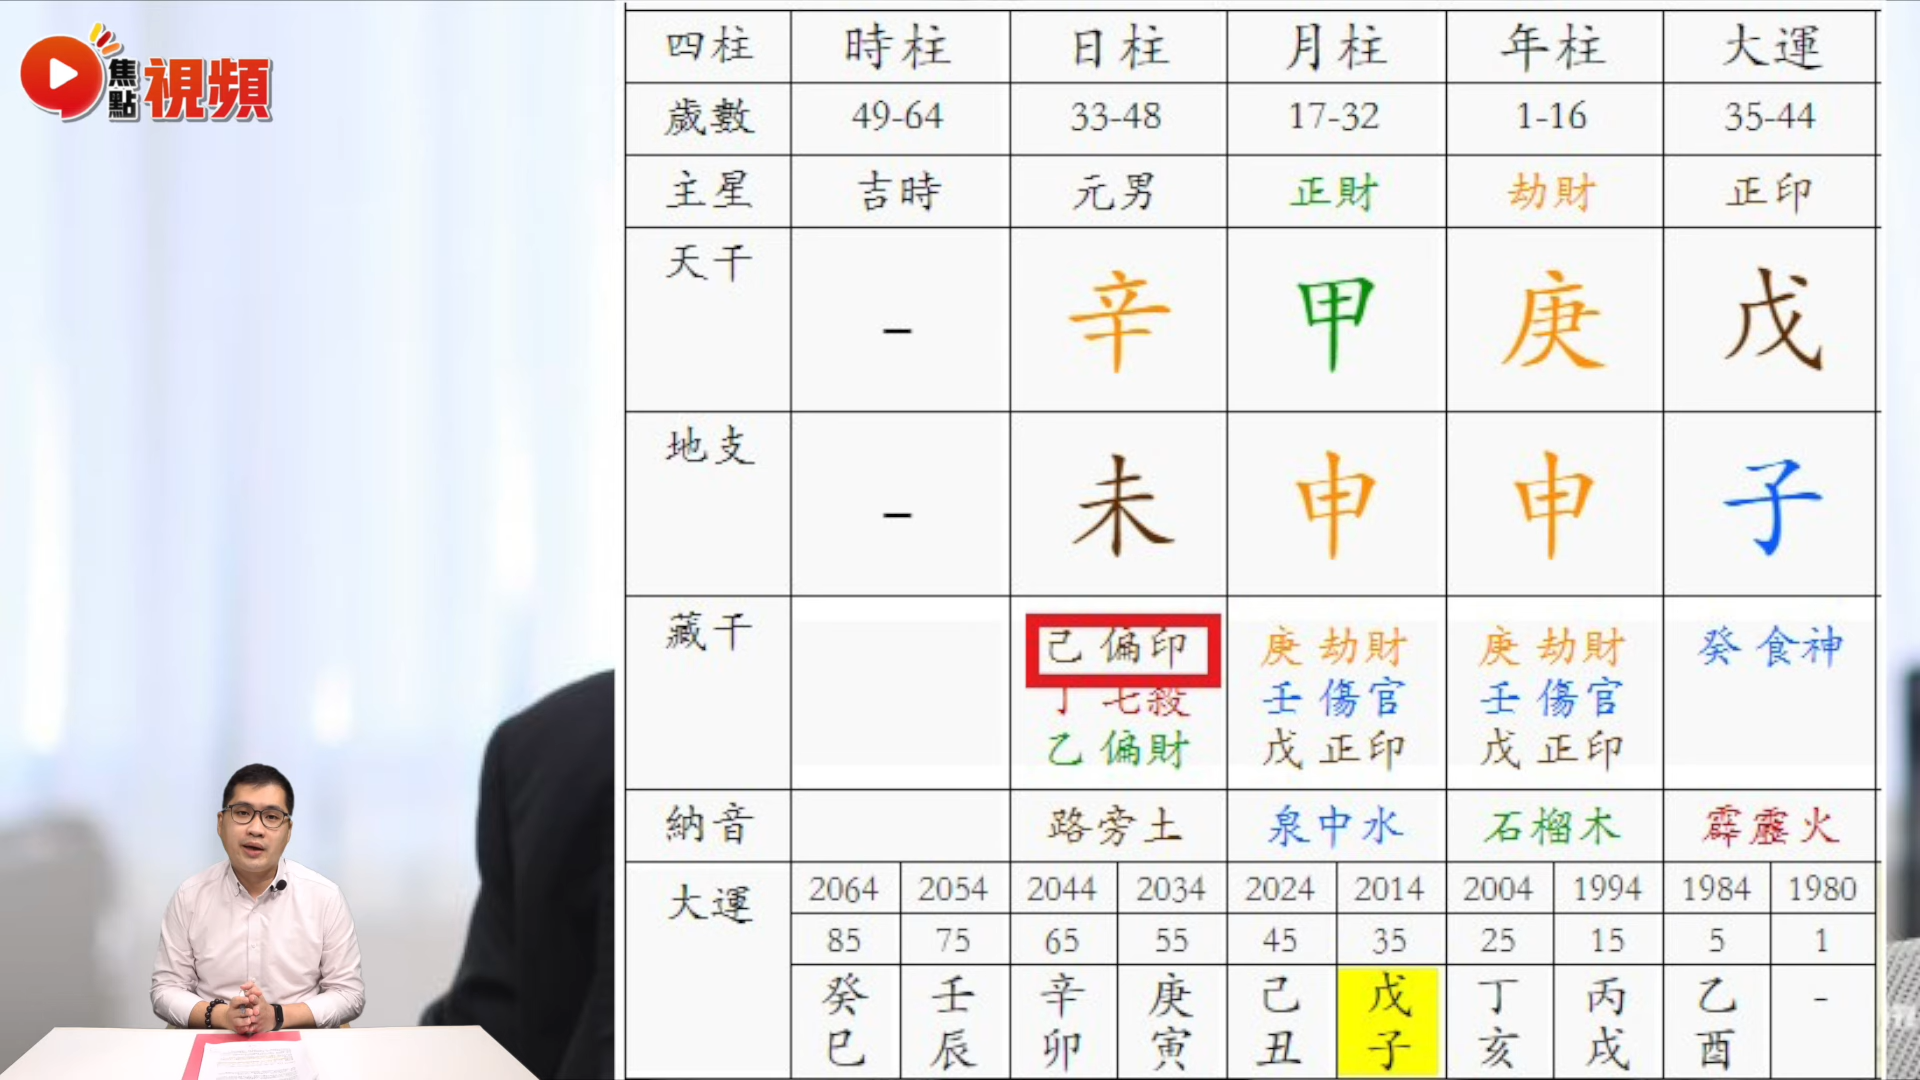 焦點視頻
四柱 時柱 日柱 月柱 年柱 大運
歲數 49-64 33-48 17-32 1-16 35-44
主星 吉時 元男 正財 劫財 正印
天干 – 辛 甲 庚 戊
地支 – 未 申 申 子
藏干 己 偏印 庚 劫財 庚 劫財 癸 食神
丁 七殺 壬 傷官 壬 傷官
乙 偏財 戊 正印 戊 正印
納音 路旁土 泉中水 石榴木 霹靂火
大運 2064 2054 2044 2034 2024 2014 2004 1994 1984 1980
85 75 65 55 45 35 25 15 5 1
癸 壬 辛 庚 己 戊 丁 丙 乙 -
巳 辰 卯 寅 丑 子 亥 戌 酉